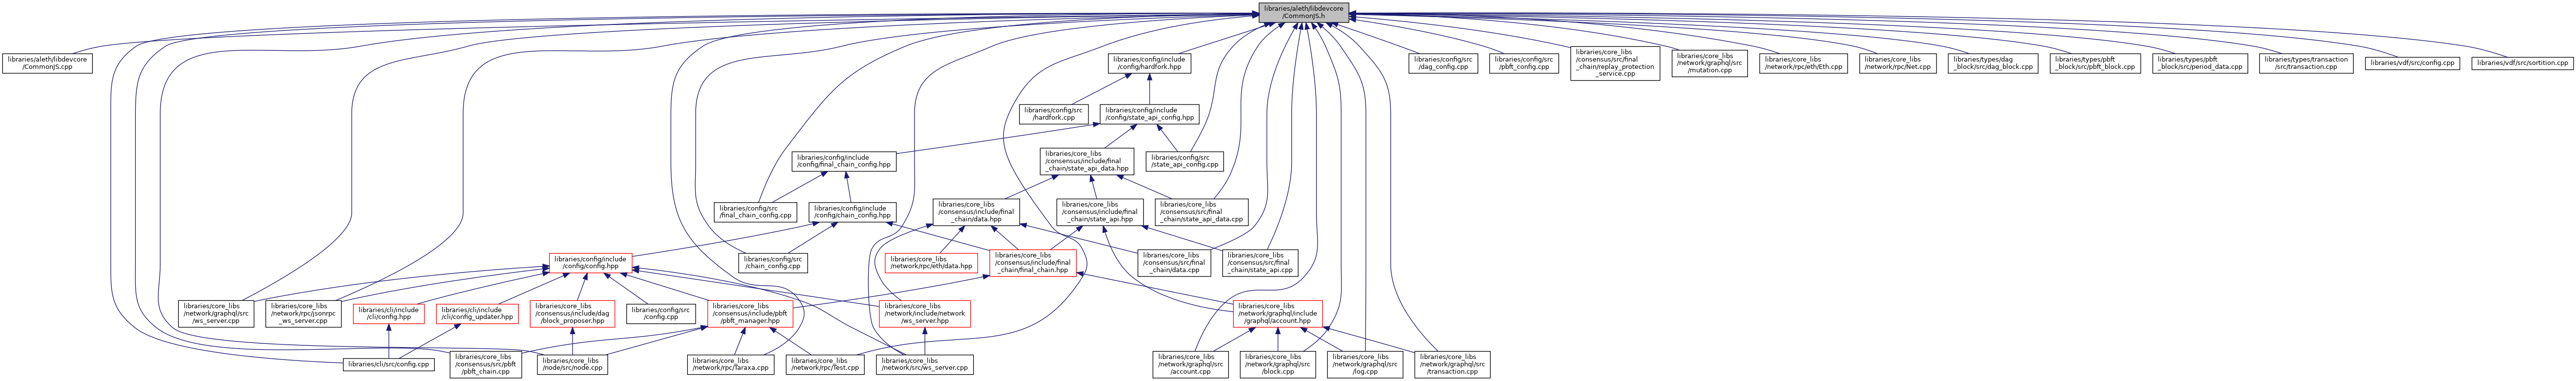 libraries/aleth/libdevcore
/CommonJS.h
libraries/aleth/libdevcore
/CommonJS.cpp
libraries/config/include
/config/hardfork.hpp
libraries/config/src
/dag_config.cpp
libraries/config/src
/pbft_config.cpp
libraries/core_libs
/consensus/src/final
_chain/replay_protection
_service.cpp
libraries/core_libs
/network/graphql/src
/mutation.cpp
libraries/core_libs
/network/rpc/eth/Eth.cpp
libraries/core_libs
/network/rpc/Net.cpp
libraries/types/dag
_block/src/dag_block.cpp
libraries/types/pbft
_block/src/pbft_block.cpp
libraries/types/pbft
_block/src/period_data.cpp
libraries/types/transaction
/src/transaction.cpp
libraries/vdf/src/config.cpp
libraries/vdf/src/sortition.cpp
libraries/config/src
/hardfork.cpp
libraries/config/include
/config/state_api_config.hpp
libraries/config/include
/config/final_chain_config.hpp
libraries/core_libs
/consensus/include/final
_chain/state_api_data.hpp
libraries/config/src
/state_api_config.cpp
libraries/config/src
/final_chain_config.cpp
libraries/config/include
/config/chain_config.hpp
libraries/core_libs
/consensus/include/final
_chain/data.hpp
libraries/core_libs
/consensus/include/final
_chain/state_api.hpp
libraries/core_libs
/consensus/src/final
_chain/state_api_data.cpp
libraries/config/include
/config/config.hpp
libraries/config/src
/chain_config.cpp
libraries/core_libs
/network/rpc/eth/data.hpp
libraries/core_libs
/consensus/include/final
_chain/final_chain.hpp
libraries/core_libs
/consensus/src/final
_chain/data.cpp
libraries/core_libs
/consensus/src/final
_chain/state_api.cpp
libraries/core_libs
/network/graphql/src
/ws_server.cpp
libraries/core_libs
/network/rpc/jsonrpc
_ws_server.cpp
libraries/cli/include
/cli/config.hpp
libraries/cli/include
/cli/config_updater.hpp
libraries/core_libs
/consensus/include/dag
/block_proposer.hpp
libraries/config/src
/config.cpp
libraries/core_libs
/consensus/include/pbft
/pbft_manager.hpp
libraries/core_libs
/network/include/network
/ws_server.hpp
libraries/core_libs
/network/graphql/include
/graphql/account.hpp
libraries/cli/src/config.cpp
libraries/core_libs
/consensus/src/pbft
/pbft_chain.cpp
libraries/core_libs
/node/src/node.cpp
libraries/core_libs
/network/rpc/Taraxa.cpp
libraries/core_libs
/network/rpc/Test.cpp
libraries/core_libs
/network/src/ws_server.cpp
libraries/core_libs
/network/graphql/src
/account.cpp
libraries/core_libs
/network/graphql/src
/block.cpp
libraries/core_libs
/network/graphql/src
/log.cpp
libraries/core_libs
/network/graphql/src
/transaction.cpp